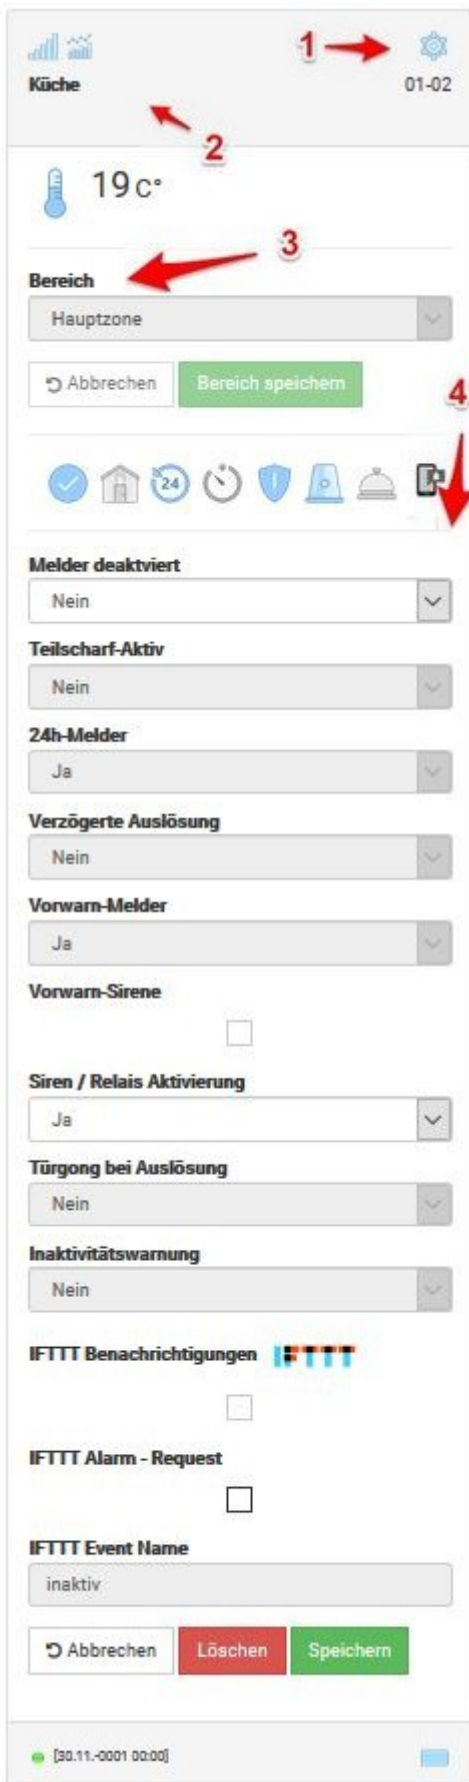 1
Küche
01-02
2
19 C°
3
Bereich
Hauptzone
Abbrechen
Bereich speichern
4
24
Melder deaktviert
Nein
Teilscharf-Aktiv
Nein
24h-Melder
Ja
Verzögerte Auslösung
Nein
Vorwarn-Melder
Ja
Vorwarn-Sirene
Siren / Relais Aktivierung
Ja
Türgong bei Auslösung
Nein
Inaktivitätswarnung
Nein
IFTTT Benachrichtigungen IFTTT
IFTTT Alarm - Request
IFTTT Event Name
inaktiv
Abbrechen
Löschen
Speichern
[30.11.-0001 00:00]